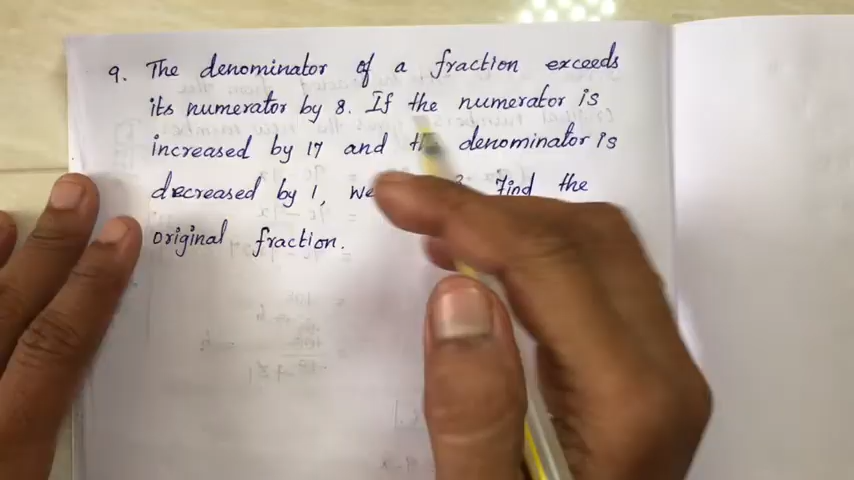 9. The denominator of a fraction exceeds
its numerator by 8. If the numerator is
increased by 17 and the denominator is
decreased by 1, we Find the
original fraction.